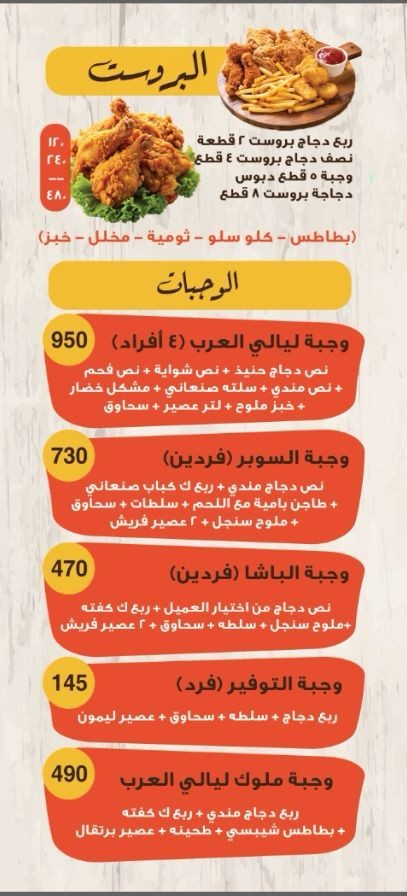 البروست
ربع دجاج بروست ٢ قطعة ١٢٠
نصف دجاج بروست ٤ قطع ٢٤٠
وجبة ٥ قطع دبوس --
دجاجة بروست ٨ قطع ٤٨٠
(بطاطس - كلو سلو - ثومية - مخلل - خبز)
الوجبات
وجبة ليالي العرب (٤ أفراد) 950
نص دجاج حنيذ + نص شواية + نص فحم
+ نص مندي + سلته صنعاني + مشكل خضار
+ خبز ملوح + لتر عصير + سحاوق
وجبة السوبر (فردين) 730
نص دجاج مندي + ربع ك كباب صنعاني
+ طاجن بامية مع اللحم + سلطات + سحاوق
+ ملوح سنجل + ٢ عصير فريش
وجبة الباشا (فردين) 470
نص دجاج من اختيار العميل + ربع ك كفته
+ملوح سنجل + سلطه + سحاوق + ٢ عصير فريش
وجبة التوفير (فرد) 145
ربع دجاج + سلطه + سحاوق + عصير ليمون
وجبة ملوك ليالي العرب 490
ربع دجاج مندي + ربع ك كفته
+ بطاطس شيبسي + طحينه + عصير برتقال